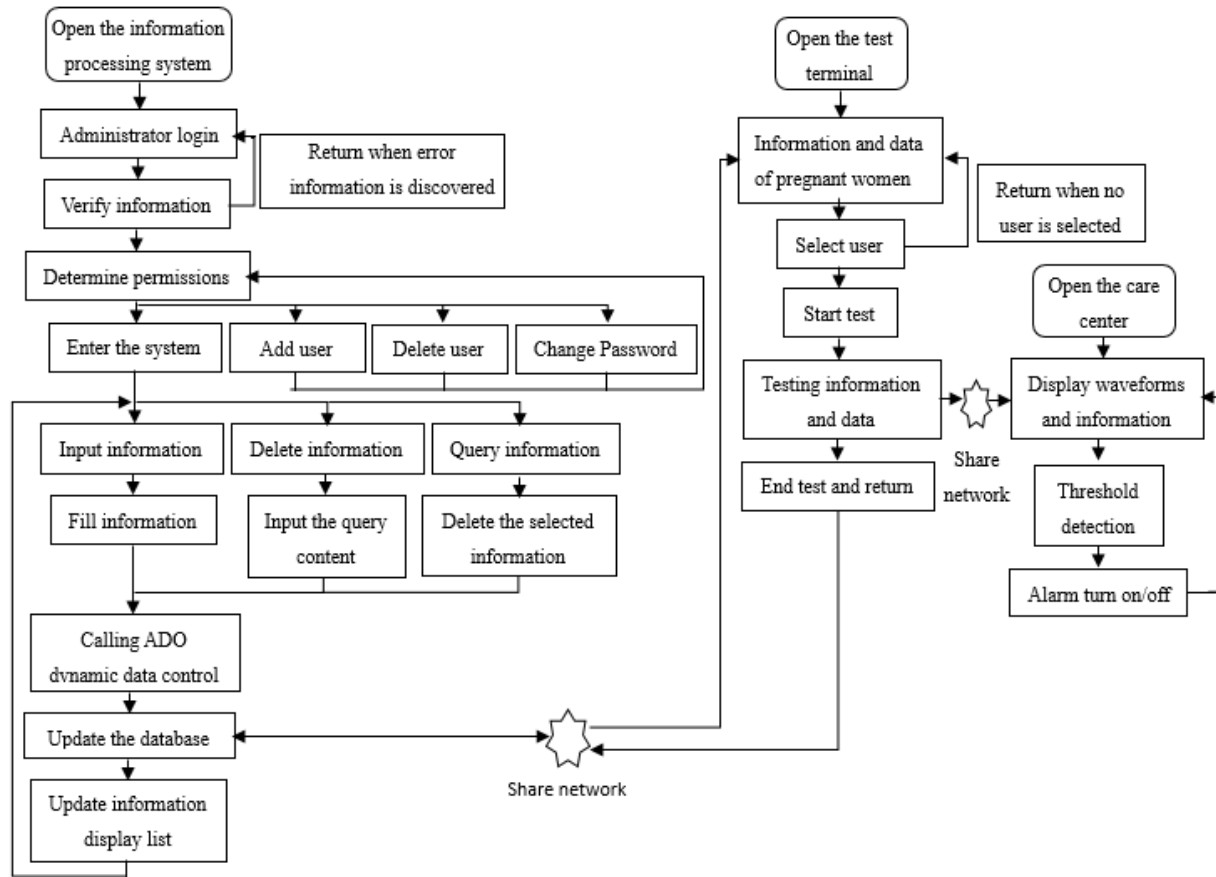 Open the information
processing system
Administrator login
Return when error
information is discovered
Verify information
Determine permissions
Enter the system
Add user
Delete user
Change Password
Input information
Delete information
Query information
Fill information
Input the query
content
Delete the selected
information
Calling ADO
dvnamic data control
Update the database
Share network
Update information
display list
Open the test
terminal
Information and data
of pregnant women
Return when no
user is selected
Select user
Start test
Testing information
and data
End test and return
Share
network
Open the care
center
Display waveforms
and information
Threshold
detection
Alarm turn on/off